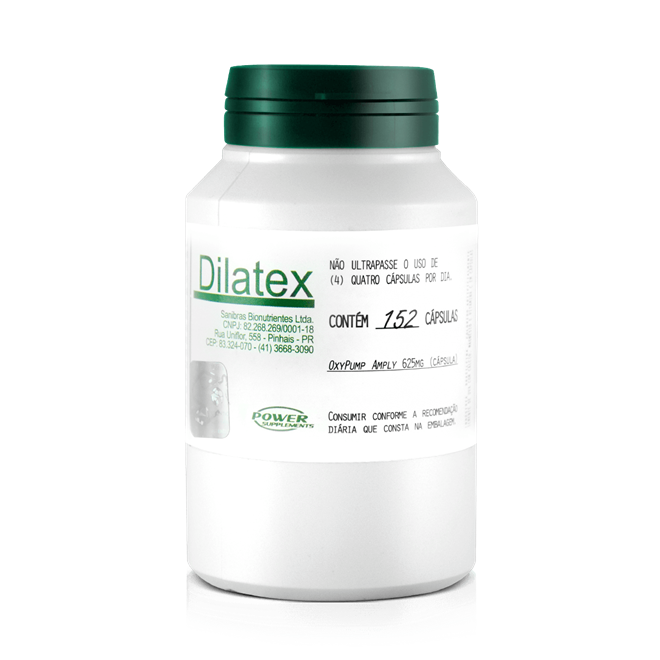 Dilatex
Sanibras Bionutrientes Ltda.
CNPJ: 82.268.269/0001-18
Rua Uniflor, 558 - Pinhais - PR
CEP: 83.324-070 - (41) 3668-3090
POWER
SUPPLEMENTS
NÃO ULTRAPASSE O USO DE
(4) QUATRO CÁPSULAS POR DIA.
CONTÉM 152 CÁPSULAS
OXYPUMP AMPLY 625MG (CÁPSULA)
CONSUMIR CONFORME A RECOMENDAÇÃO
DIÁRIA QUE CONSTA NA EMBALAGEM.